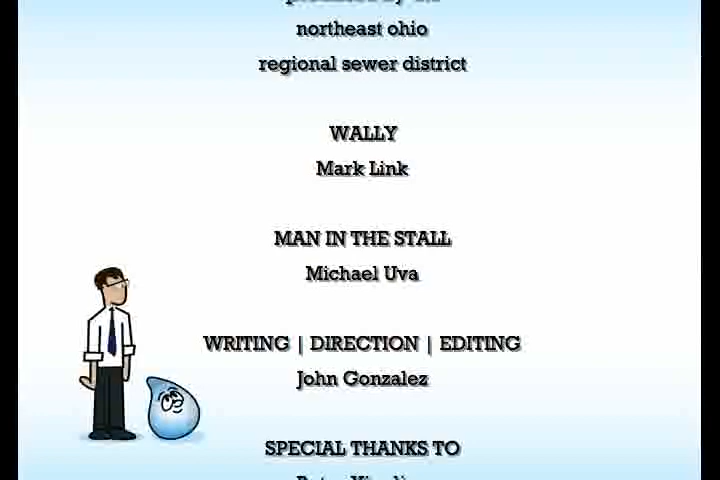 northeast ohio
regional sewer district
WALLY
Mark Link
MAN IN THE STALL
Michael Uva
WRITING | DIRECTION | EDITING
John Gonzalez
SPECIAL THANKS TO